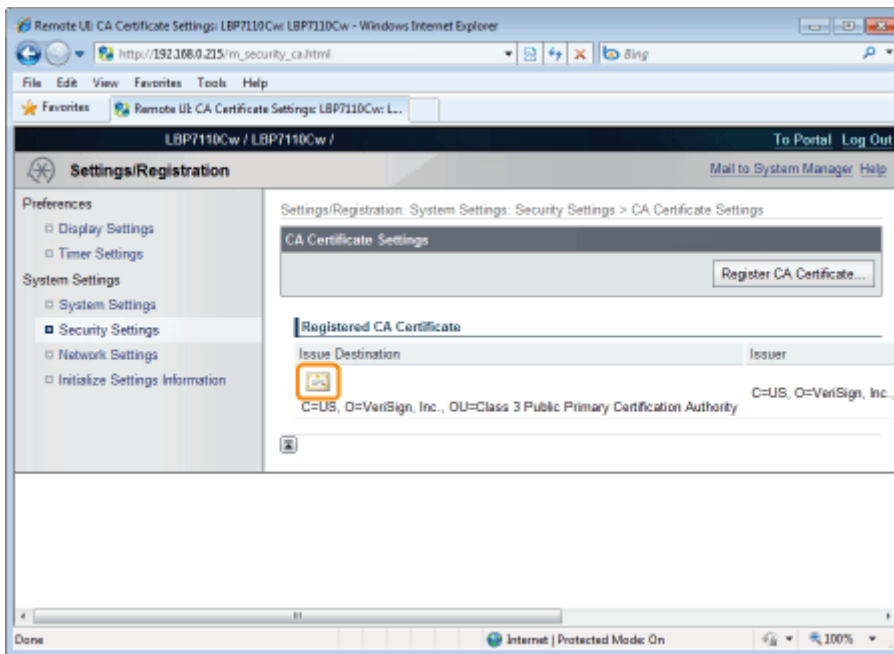 Remote UI: CA Certificate Settings: LBP7110Cw: LBP7110Cw - Windows Internet Explorer
http://192.168.0.215/m_security_ca.html
Bing
File Edit View Favorites Tools Help
Favorites Remote UI: CA Certificate Settings: LBP7110Cw: L...
LBP7110Cw / LBP7110Cw / To Portal Log Out
Settings/Registration Mail to System Manager Help
Preferences
Display Settings
Timer Settings
System Settings
System Settings
Security Settings
Network Settings
Initialize Settings Information
Settings/Registration: System Settings: Security Settings > CA Certificate Settings
CA Certificate Settings
Register CA Certificate...
Registered CA Certificate
Issue Destination Issuer
C=US, O=VeriSign, Inc., OU=Class 3 Public Primary Certification Authority C=US, O=VeriSign, Inc.,
Done Internet | Protected Mode: On 100%